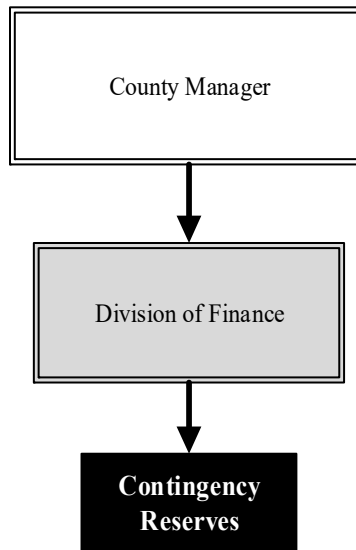 County Manager
Division of Finance
Contingency
Reserves